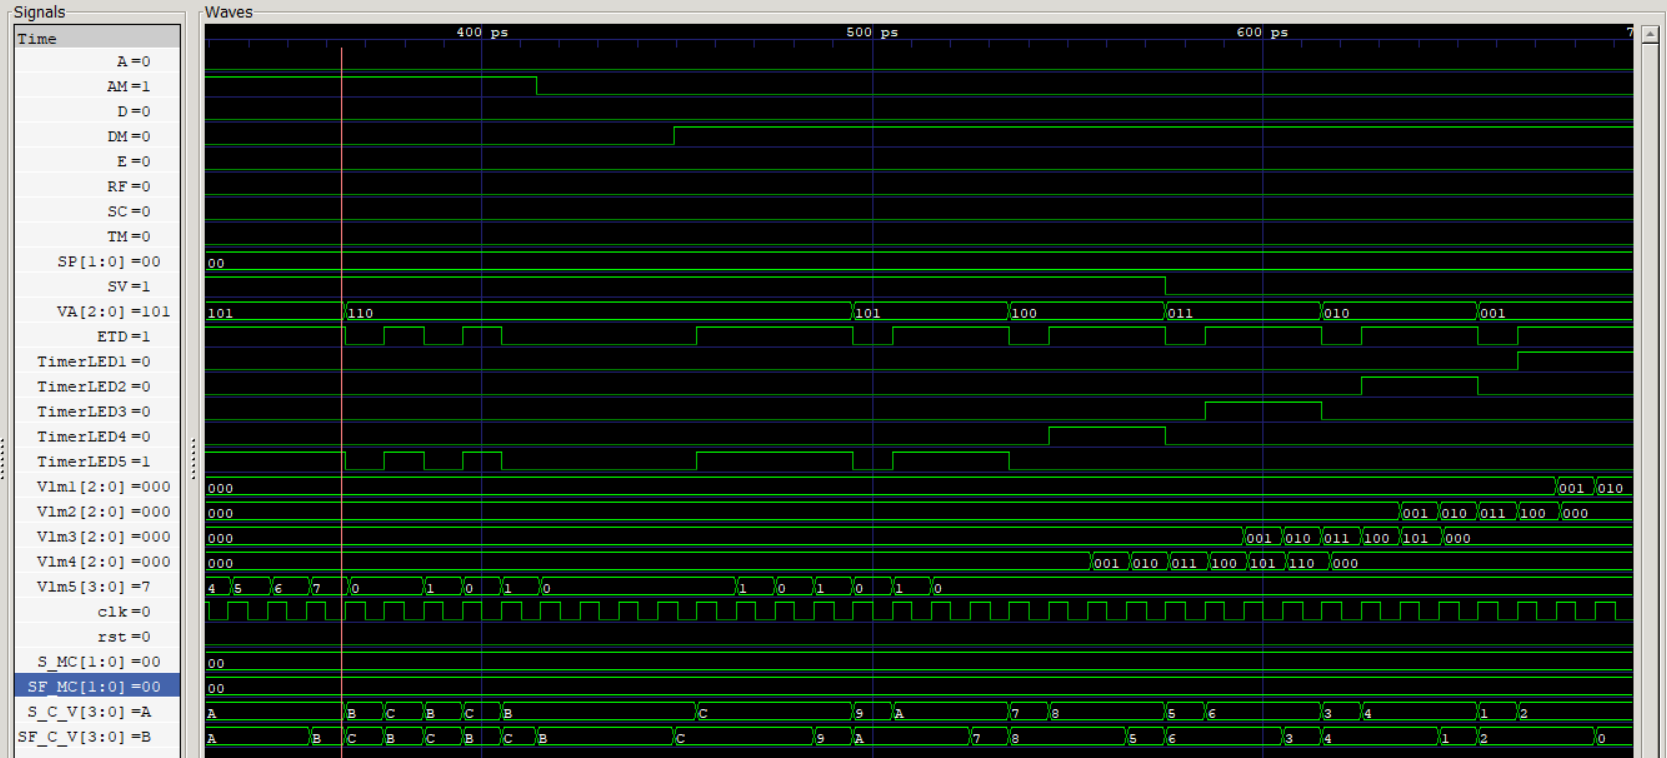 Signals Waves
Time 400 ps 500 ps 600 ps 7
A=0
AM=1
D=0
DM=0
E=0
RF=0
SC=0
TM=0
SP[1:0]=00 00
SV=1
VA[2:0]=101 101 110 101 100 011 010 001
ETD=1
TimerLED1=0
TimerLED2=0
TimerLED3=0
TimerLED4=0
TimerLED5=1
Vlm1[2:0]=000 000 001 010
Vlm2[2:0]=000 000 001 010 011 100 000
Vlm3[2:0]=000 000 001 010 011 100 101 000
Vlm4[2:0]=000 000 001 010 011 100 101 110 000
Vlm5[3:0]=7 4 5 6 7 0 1 0 1 0 1 0 1 0 1 0
clk=0
rst=0
S_MC[1:0]=00 00
SF_MC[1:0]=00 00
S_C_V[3:0]=A A B C B C B C 9 A 7 8 5 6 3 4 1 2
SF_C_V[3:0]=B A B C B C B C B C 9 A 7 8 5 6 3 4 1 2 0